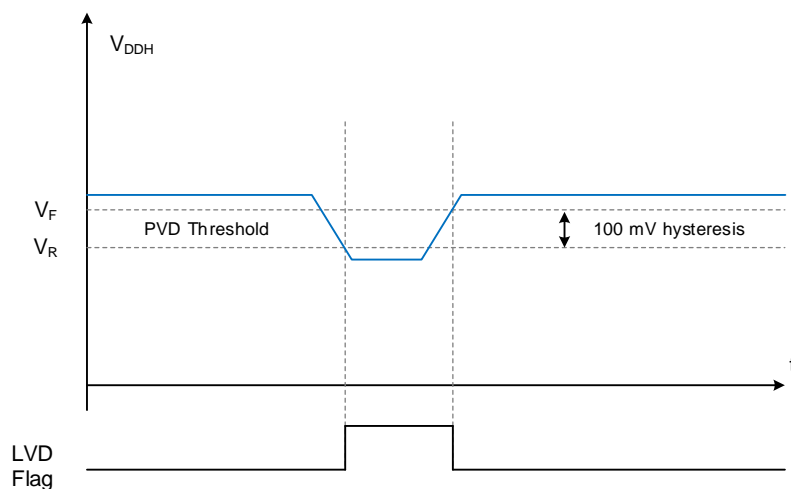 VDDH
VF
PVD Threshold
100 mV hysteresis
VR
t
LVD
Flag